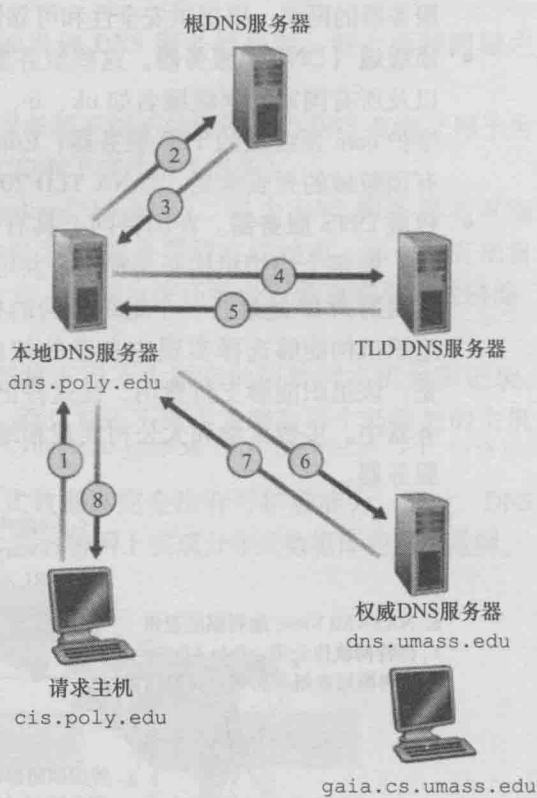 根DNS服务器
2
3
4
5
本地DNS服务器
dns.poly.edu
TLD DNS服务器
1
8
7
6
请求主机
cis.poly.edu
权威DNS服务器
dns.umass.edu
gaia.cs.umass.edu